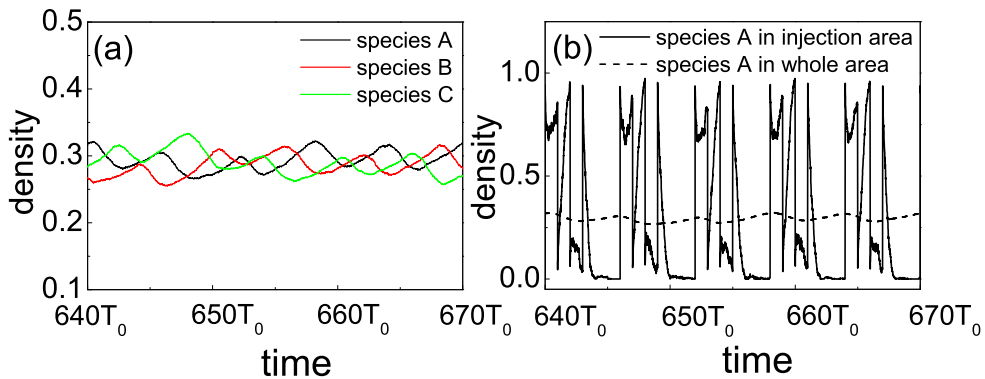 (a)
species A
species B
species C
density
0.5
0.4
0.3
0.2
0.1
640T₀
650T₀
660T₀
670T₀
time
(b)
species A in injection area
species A in whole area
density
1.0
0.5
0.0
640T₀
650T₀
660T₀
670T₀
time